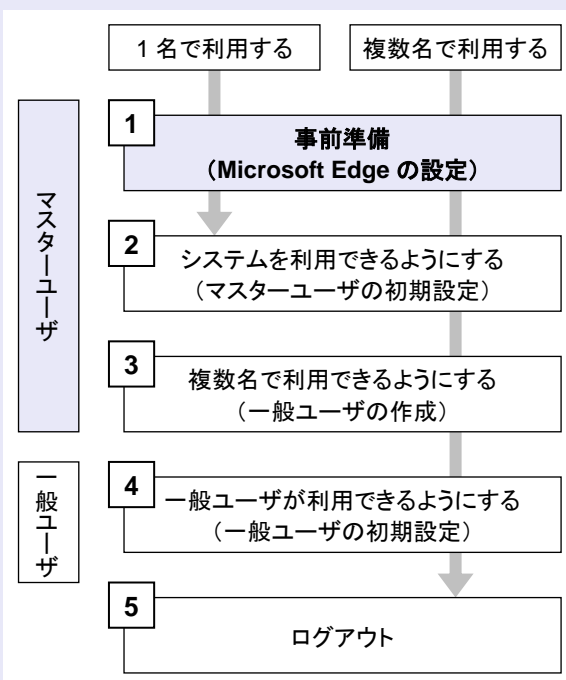 1 名で利用する
複数名で利用する
マスターユーザ
1
事前準備
（Microsoft Edge の設定）
2
システムを利用できるようにする
（マスターユーザの初期設定）
3
複数名で利用できるようにする
（一般ユーザの作成）
一般ユーザ
4
一般ユーザが利用できるようにする
（一般ユーザの初期設定）
5
ログアウト